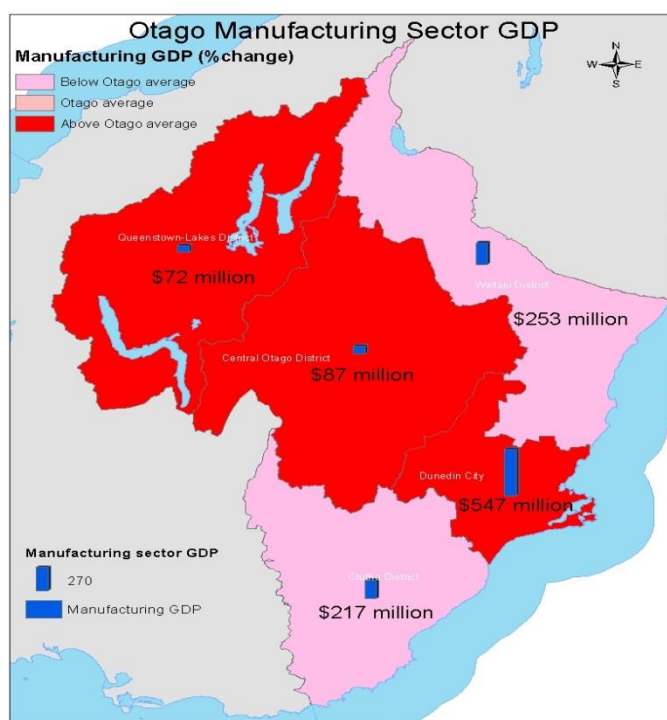 Otago Manufacturing Sector GDP
Manufacturing GDP (%change)
Below Otago average
Otago average
Above Otago average
N
W E
S
Queenstown-Lakes District
$72 million
Waitaki District
$253 million
Central Otago District
$87 million
Dunedin City
$547 million
Manufacturing sector GDP
270
Manufacturing GDP
Clutha District
$217 million